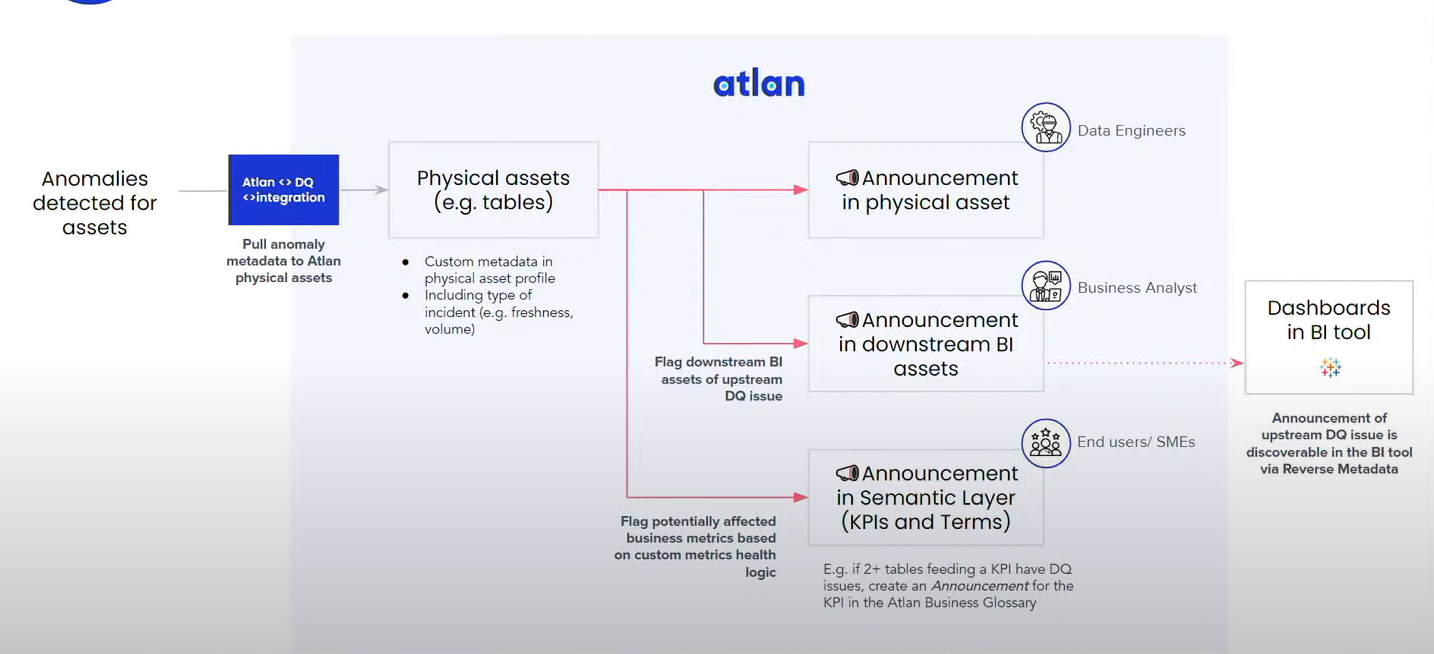 atlan
Anomalies
detected for
assets
Atlan <> DQ
<>integration
Pull anomaly
metadata to Atlan
physical assets
Physical assets
(e.g. tables)
● Custom metadata in
physical asset profile
● Including type of
incident (e.g. freshness,
volume)
Data Engineers
Announcement
in physical asset
Business Analyst
Announcement
in downstream BI
assets
Flag downstream BI
assets of upstream
DQ issue
End users/ SMEs
Announcement
in Semantic Layer
(KPIs and Terms)
Flag potentially affected
business metrics based
on custom metrics health
logic
E.g. if 2+ tables feeding a KPI have DQ
issues, create an Announcement for the
KPI in the Atlan Business Glossary
Dashboards
in BI tool
Announcement of
upstream DQ issue is
discoverable in the BI tool
via Reverse Metadata